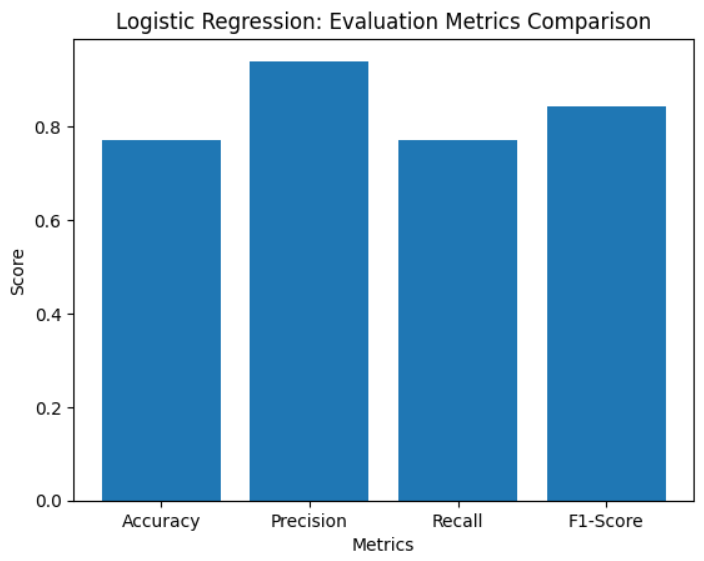 Logistic Regression: Evaluation Metrics Comparison
0.8
0.6
0.4
0.2
0.0
Score
Accuracy Precision Recall F1-Score
Metrics